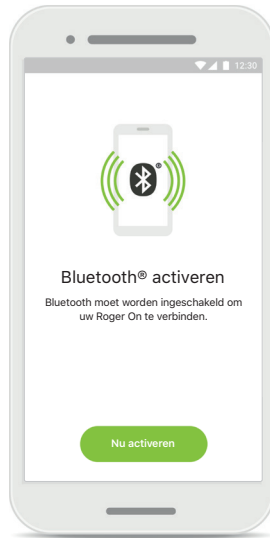 12:30
®
Bluetooth® activeren
Bluetooth moet worden ingeschakeld om
uw Roger On te verbinden.
Nu activeren